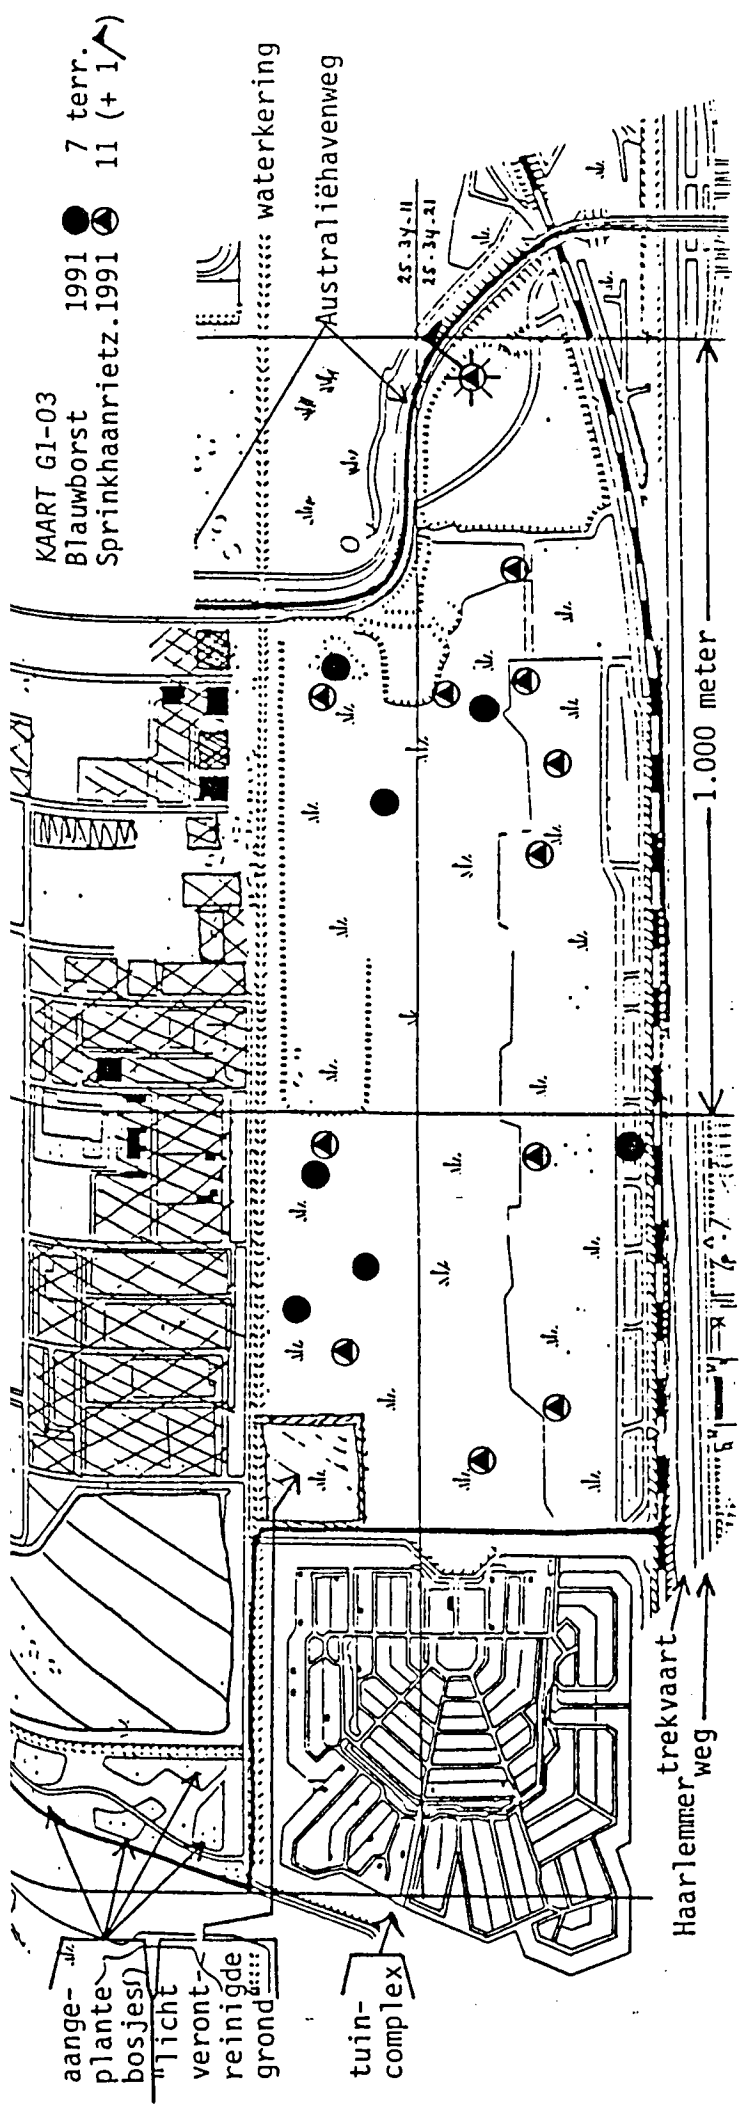 KAART G1-03
Blauwborst 1991 ● 7 terr.
Sprinkhaanrietz.1991 11 (+ 1 )
waterkering
Australiëhavenweg
25-34-11
25-34-21
1.000 meter
aange-
plante
bosjes
"licht
veront-
reinigde
grond"
tuin-
complex
Haarlemmer trekvaart
weg